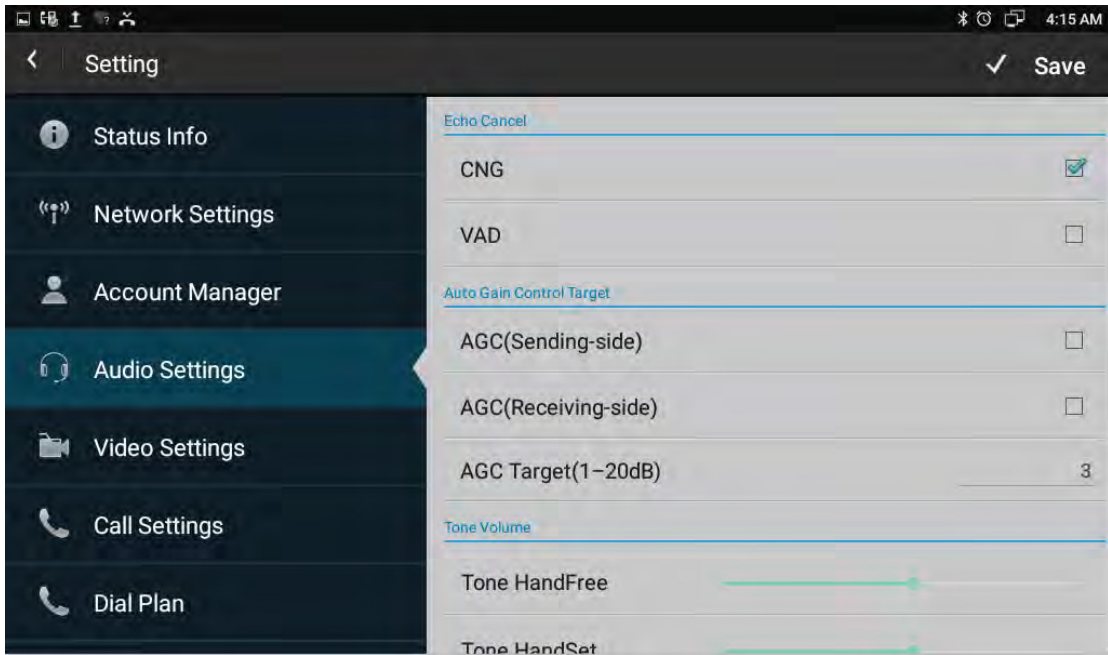 4:15 AM
Setting
Save
Status Info
Network Settings
Account Manager
Audio Settings
Video Settings
Call Settings
Dial Plan
Echo Cancel
CNG
VAD
Auto Gain Control Target
AGC(Sending-side)
AGC(Receiving-side)
AGC Target(1–20dB) 3
Tone Volume
Tone HandFree
Tone HandSet